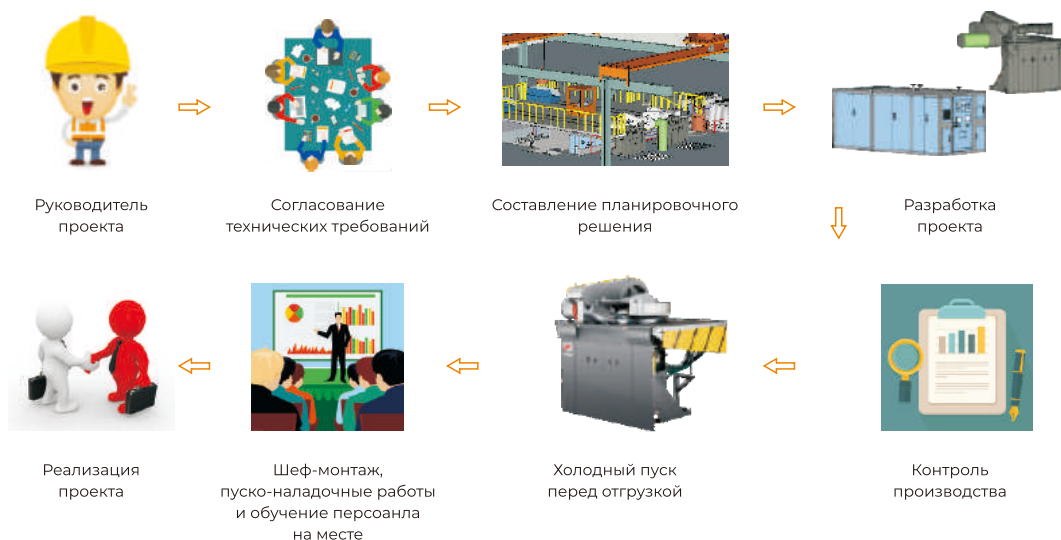 Руководитель
проекта
Согласование
технических требований
Составление планировочного
решения
Разработка
проекта
Реализация
проекта
Шеф-монтаж,
пуско-наладочные работы
и обучение персоанла
на месте
Холодный пуск
перед отгрузкой
Контроль
производства